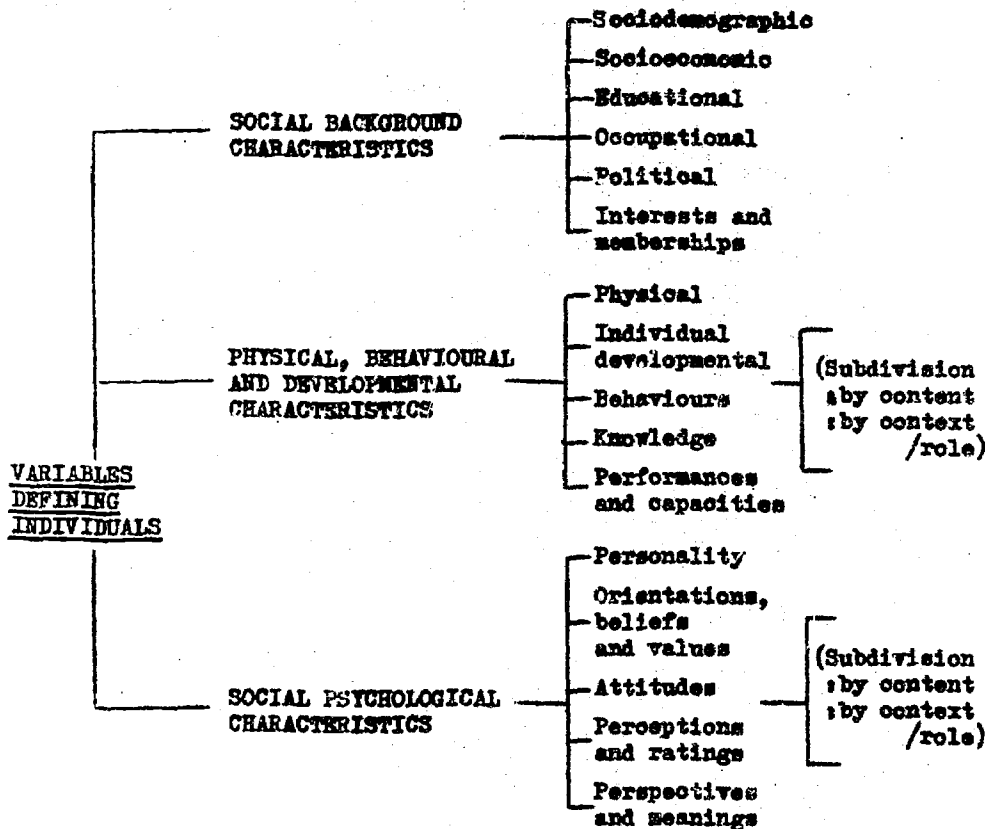 VARIABLES
DEFINING
INDIVIDUALS
SOCIAL BACKGROUND
CHARACTERISTICS
Sociodemographic
Socioeconomic
Educational
Occupational
Political
Interests and
memberships
PHYSICAL, BEHAVIOURAL
AND DEVELOPMENTAL
CHARACTERISTICS
Physical
Individual
developmental
Behaviours
Knowledge
Performances
and capacities
(Subdivision
:by content
:by context
/role)
SOCIAL PSYCHOLOGICAL
CHARACTERISTICS
Personality
Orientations,
beliefs
and values
Attitudes
Perceptions
and ratings
Perspectives
and meanings
(Subdivision
:by content
:by context
/role)